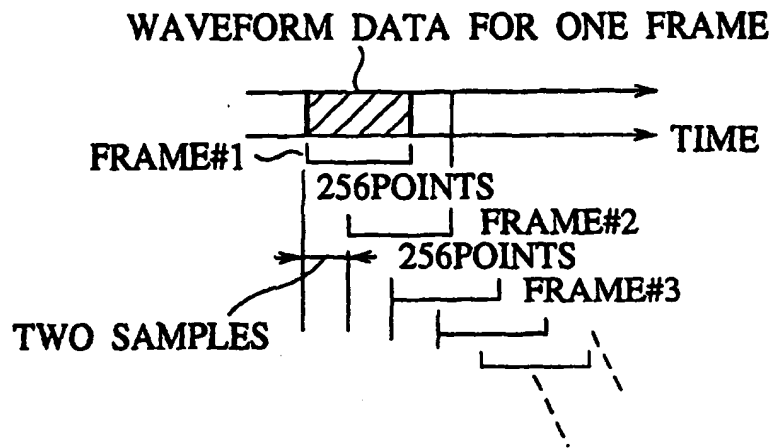 WAVEFORM DATA FOR ONE FRAME
TIME
FRAME#1
256POINTS
FRAME#2
256POINTS
FRAME#3
TWO SAMPLES